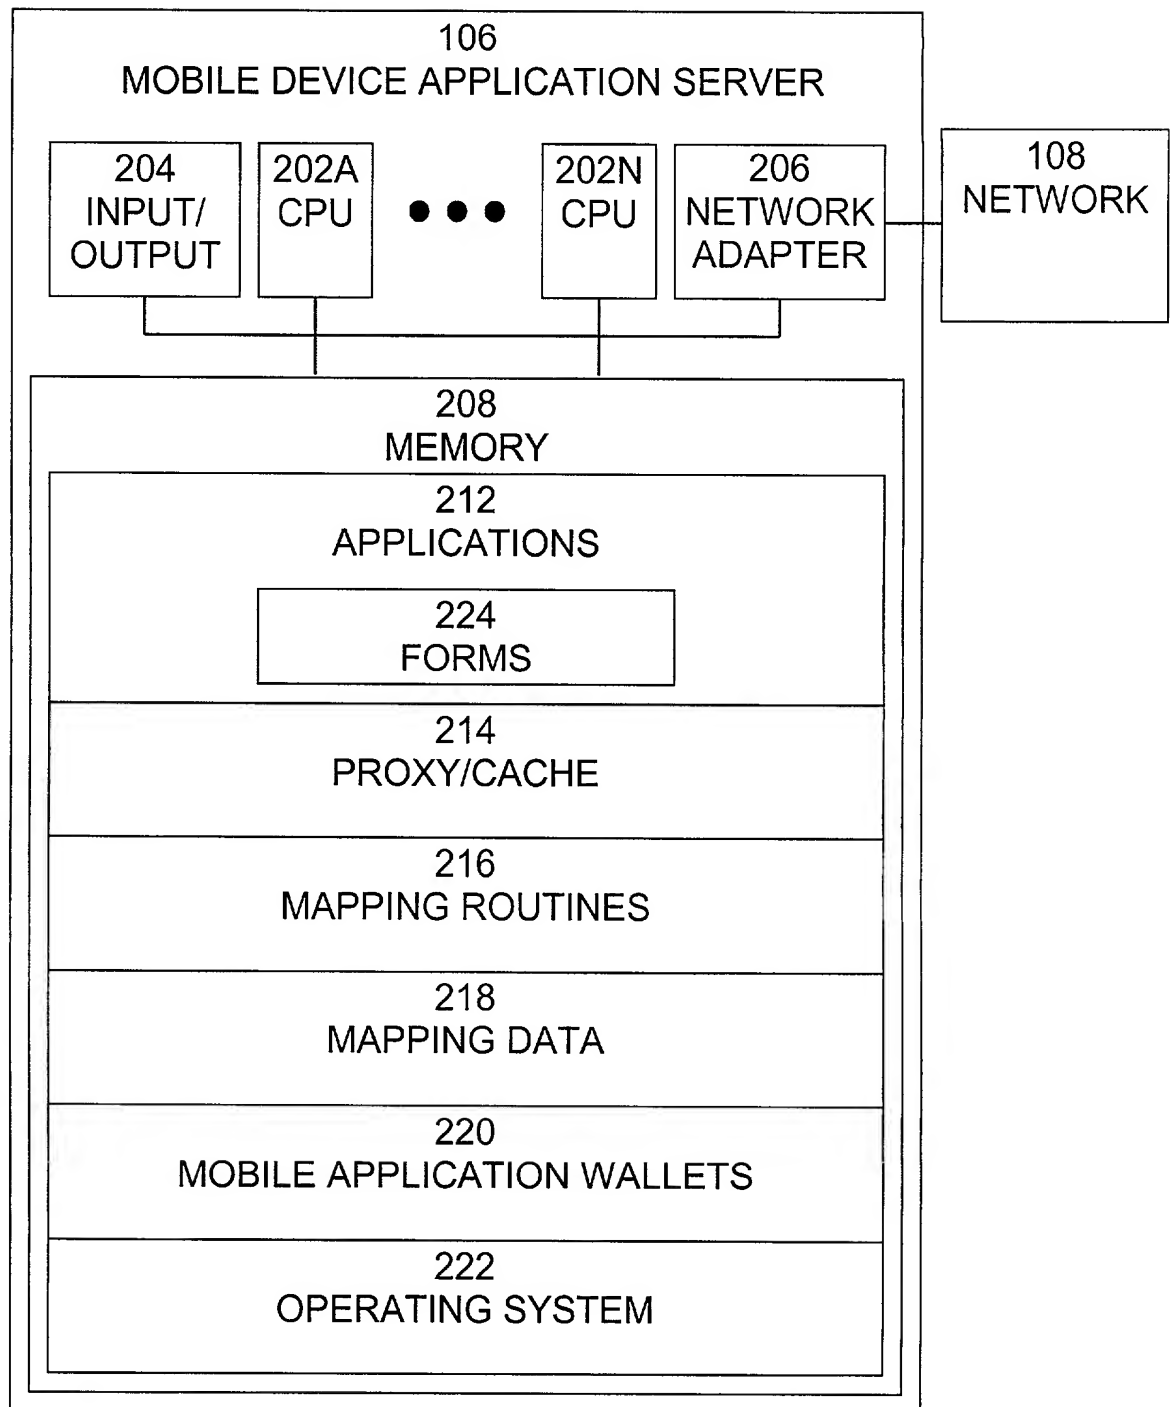 106
MOBILE DEVICE APPLICATION SERVER
204
INPUT/
OUTPUT
202A
CPU
202N
CPU
206
NETWORK
ADAPTER
108
NETWORK
208
MEMORY
212
APPLICATIONS
224
FORMS
214
PROXY/CACHE
216
MAPPING ROUTINES
218
MAPPING DATA
220
MOBILE APPLICATION WALLETS
222
OPERATING SYSTEM